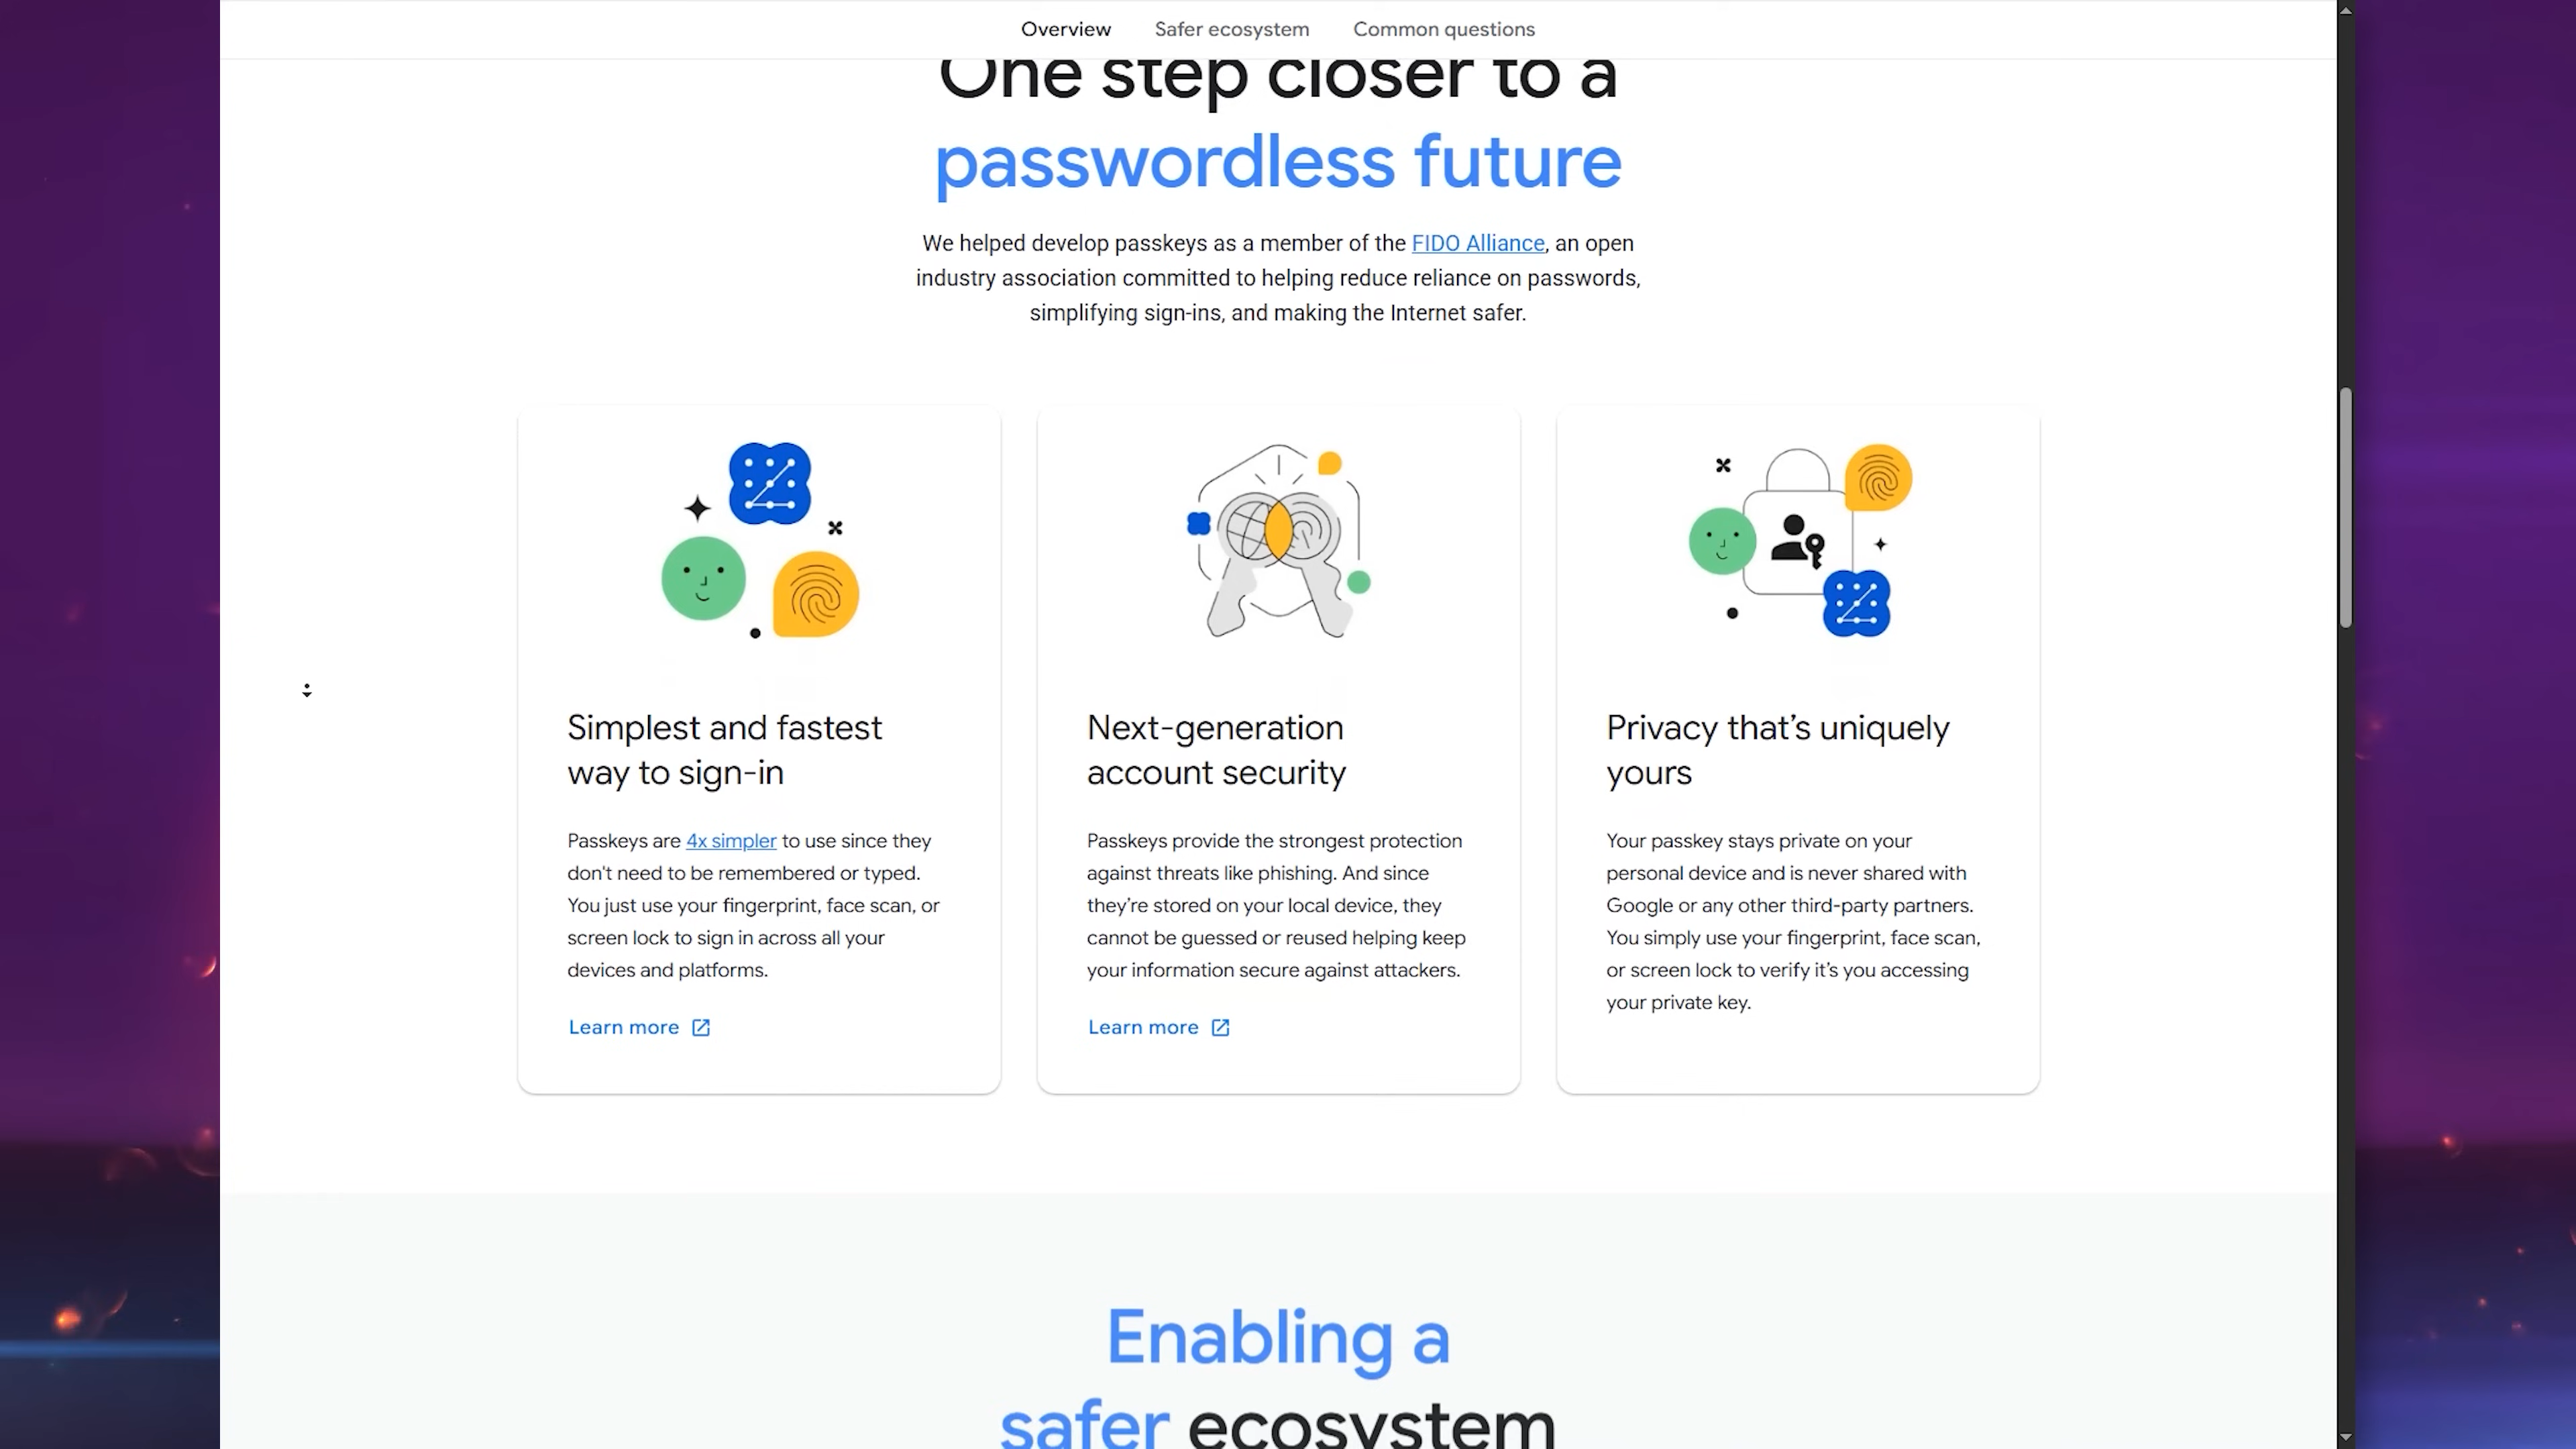 Overview Safer ecosystem Common questions
One step closer to a
passwordless future
We helped develop passkeys as a member of the FIDO Alliance, an open
industry association committed to helping reduce reliance on passwords,
simplifying sign-ins, and making the Internet safer.
Simplest and fastest
way to sign-in
Passkeys are 4x simpler to use since they
don't need to be remembered or typed.
You just use your fingerprint, face scan, or
screen lock to sign in across all your
devices and platforms.
Learn more
Next-generation
account security
Passkeys provide the strongest protection
against threats like phishing. And since
they’re stored on your local device, they
cannot be guessed or reused helping keep
your information secure against attackers.
Learn more
Privacy that’s uniquely
yours
Your passkey stays private on your
personal device and is never shared with
Google or any other third-party partners.
You simply use your fingerprint, face scan,
or screen lock to verify it’s you accessing
your private key.
Enabling a
safer ecosystem